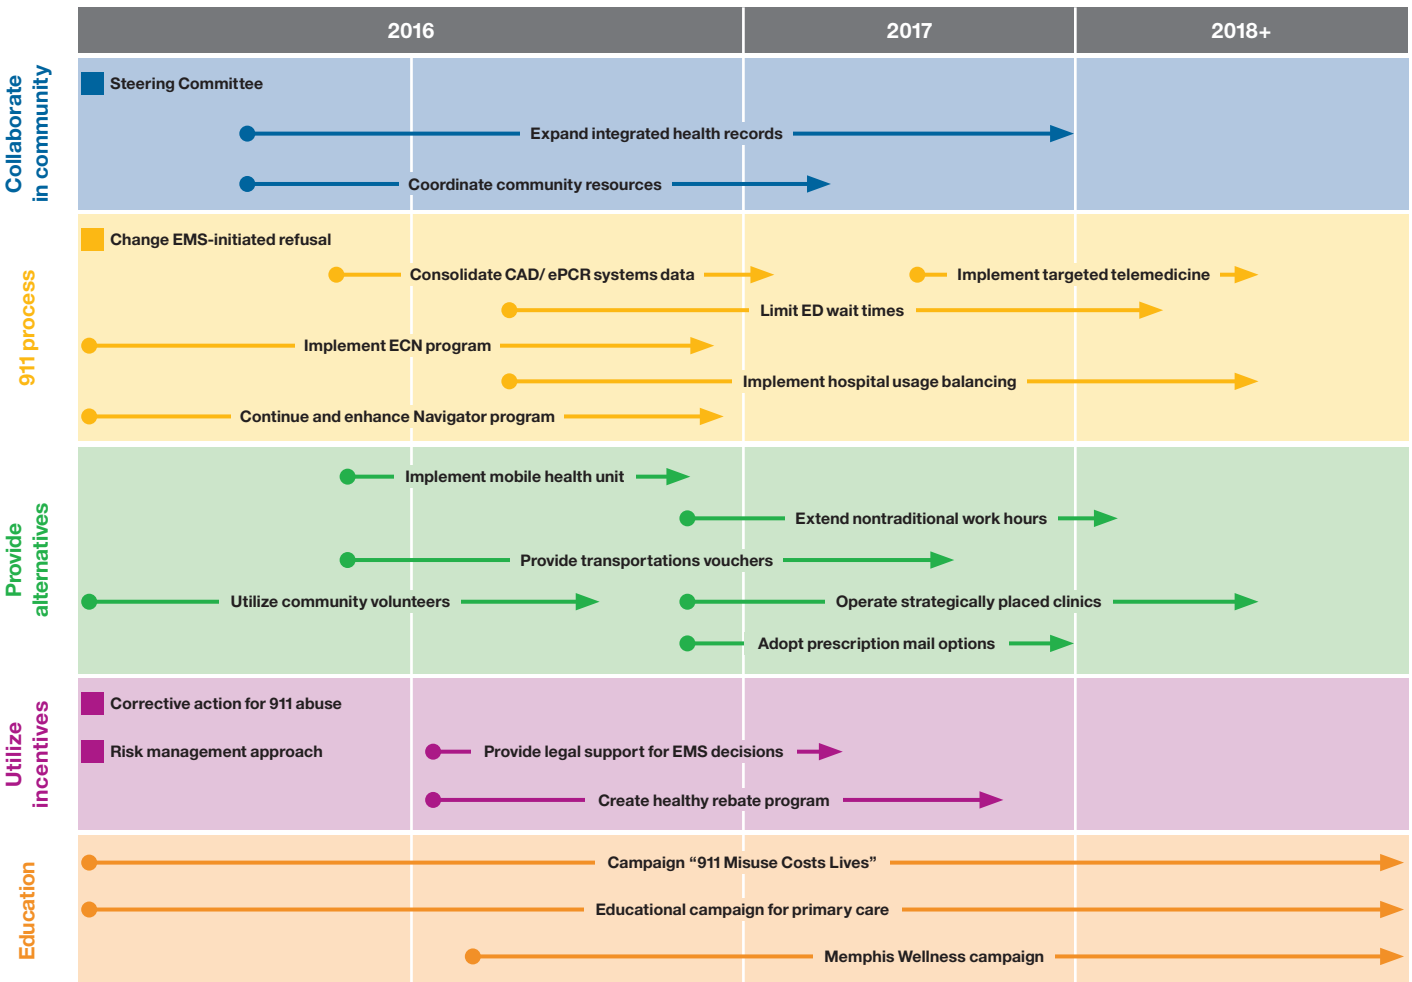 2016 2017 2018+
Collaborate
in community
Steering Committee
Expand integrated health records
Coordinate community resources
911 process
Change EMS-initiated refusal
Consolidate CAD/ ePCR systems data
Implement targeted telemedicine
Limit ED wait times
Implement ECN program
Implement hospital usage balancing
Continue and enhance Navigator program
Provide
alternatives
Implement mobile health unit
Extend nontraditional work hours
Provide transportations vouchers
Utilize community volunteers
Operate strategically placed clinics
Adopt prescription mail options
Utilize
incentives
Corrective action for 911 abuse
Risk management approach
Provide legal support for EMS decisions
Create healthy rebate program
Education
Campaign “911 Misuse Costs Lives”
Educational campaign for primary care
Memphis Wellness campaign